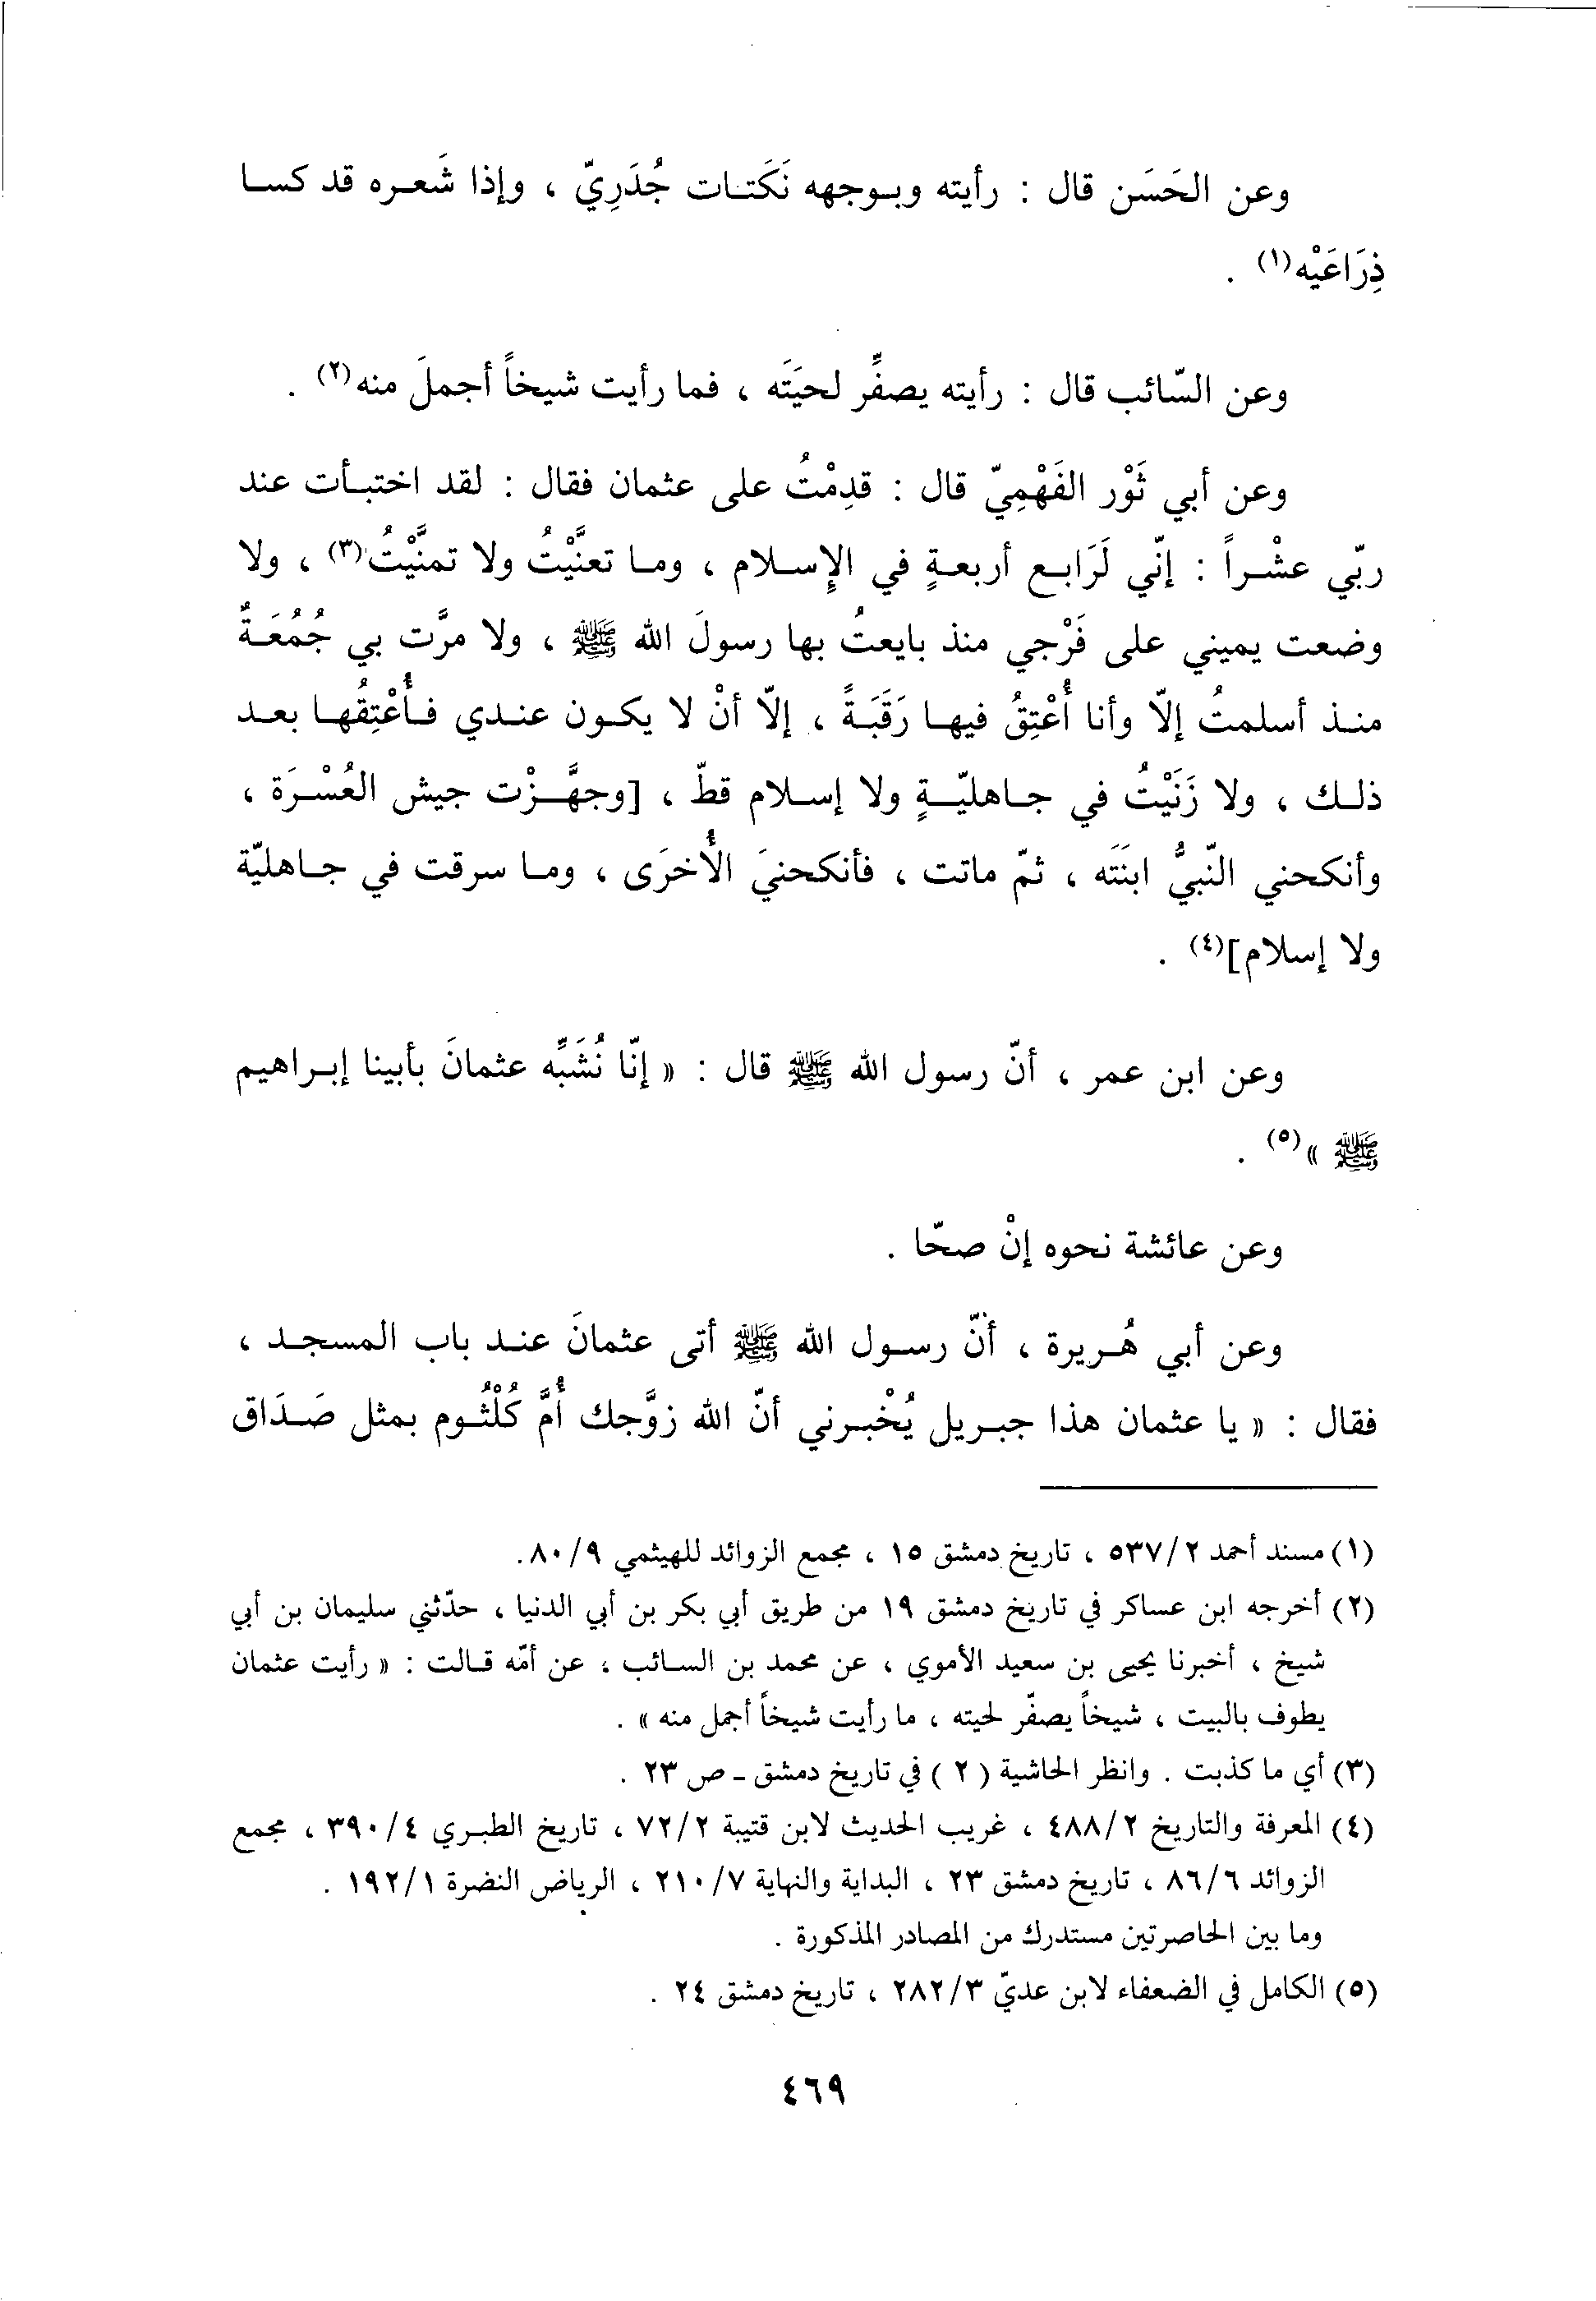 وعن الحَسَن قال : رأيته وبوجهه نَكَتات جُدَرِيّ ، وإذا شَعره قد كسا
ذِرَاعَيْه(١) .
وعن السّائب قال : رأيته يصفِّر لحيَتَه ، فما رأيت شيخاً أجملَ منه(٢) .
وعن أبي ثَوْر الفَهْمِيّ قال : قدِمْتُ على عثمان فقال : لقد اختبأت عند
ربّي عشْراً : إنّي لَرَابع أربعةٍ في الإسلام ، وما تعنَّيْتُ ولا تمنَّيْتُ(٣) ، ولا
وضعت يميني على فَرْجي منذ بايعتُ بها رسولَ الله ﷺ ، ولا مرَّت بي جُمُعَةٌ
منذ أسلمتُ إلاّ وأنا أُعْتِقُ فيها رَقَبَةً ، إلاّ أنْ لا يكون عندي فأُعْتِقُها بعد
ذلك ، ولا زَنَيْتُ في جاهليّةٍ ولا إسلام قطّ ، [وجهَّزْت جيش العُسْرَة ،
وأنكحني النّبيُّ ابنَتَه ، ثمّ ماتت ، فأنكحنيَ الأُخرَى ، وما سرقت في جاهليّة
ولا إسلام](٤) .
وعن ابن عمر ، أنّ رسول الله ﷺ قال : « إنّا نُشَبِّه عثمانَ بأبينا إبراهيم
ﷺ »(٥) .
وعن عائشة نحوه إنْ صحّا .
وعن أبي هُريرة ، أنّ رسول الله ﷺ أتى عثمانَ عند باب المسجد ،
فقال : « يا عثمان هذا جبريل يُخْبرني أنّ الله زوَّجك أُمَّ كُلْثُوم بمثل صَدَاق
(١) مسند أحمد ٥٣٧/٢ ، تاريخ دمشق ١٥ ، مجمع الزوائد للهيثمي ٨٠/٩.
(٢) أخرجه ابن عساكر في تاريخ دمشق ١٩ من طريق أبي بكر بن أبي الدنيا ، حدّثني سليمان بن أبي
شيخ ، أخبرنا يحيى بن سعيد الأموي ، عن محمد بن السائب ، عن أمّه قالت : « رأيت عثمان
يطوف بالبيت ، شيخاً يصفّر لحيته ، ما رأيت شيخاً أجمل منه » .
(٣) أي ما كذبت . وانظر الحاشية ( ٢ ) في تاريخ دمشق - ص ٢٣ .
(٤) المعرفة والتاريخ ٤٨٨/٢ ، غريب الحديث لابن قتيبة ٧٢/٢ ، تاريخ الطبري ٣٩٠/٤ ، مجمع
الزوائد ٨٦/٦ ، تاريخ دمشق ٢٣ ، البداية والنهاية ٢١٠/٧ ، الرياض النضرة ١٩٢/١ .
وما بين الحاصرتين مستدرك من المصادر المذكورة .
(٥) الكامل في الضعفاء لابن عديّ ٢٨٢/٣ ، تاريخ دمشق ٢٤ .
٤٦٩